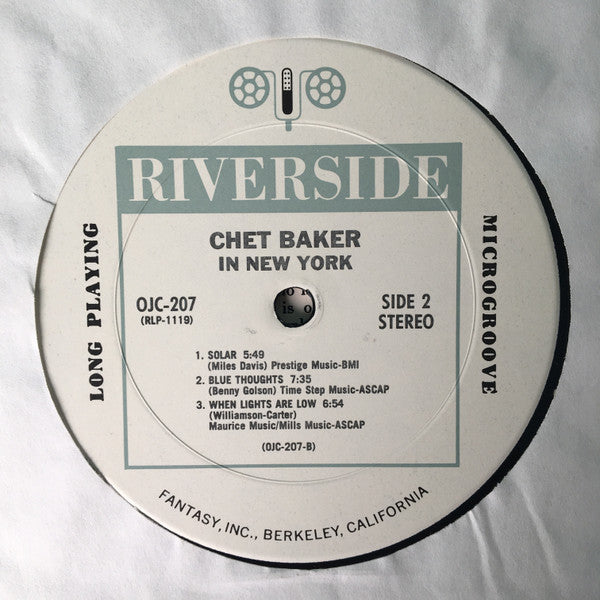 RIVERSIDE
CHET BAKER
IN NEW YORK
OJC-207
(RLP-1119)
SIDE 2
STEREO
1. SOLAR 5:49
(Miles Davis) Prestige Music-BMI
2. BLUE THOUGHTS 7:35
(Benny Golson) Time Step Music-ASCAP
3. WHEN LIGHTS ARE LOW 6:54
(Williamson-Carter)
Maurice Music/Mills Music-ASCAP
(OJC-207-B)
LONG PLAYING
MICROGROOVE
FANTASY, INC., BERKELEY, CALIFORNIA
is o